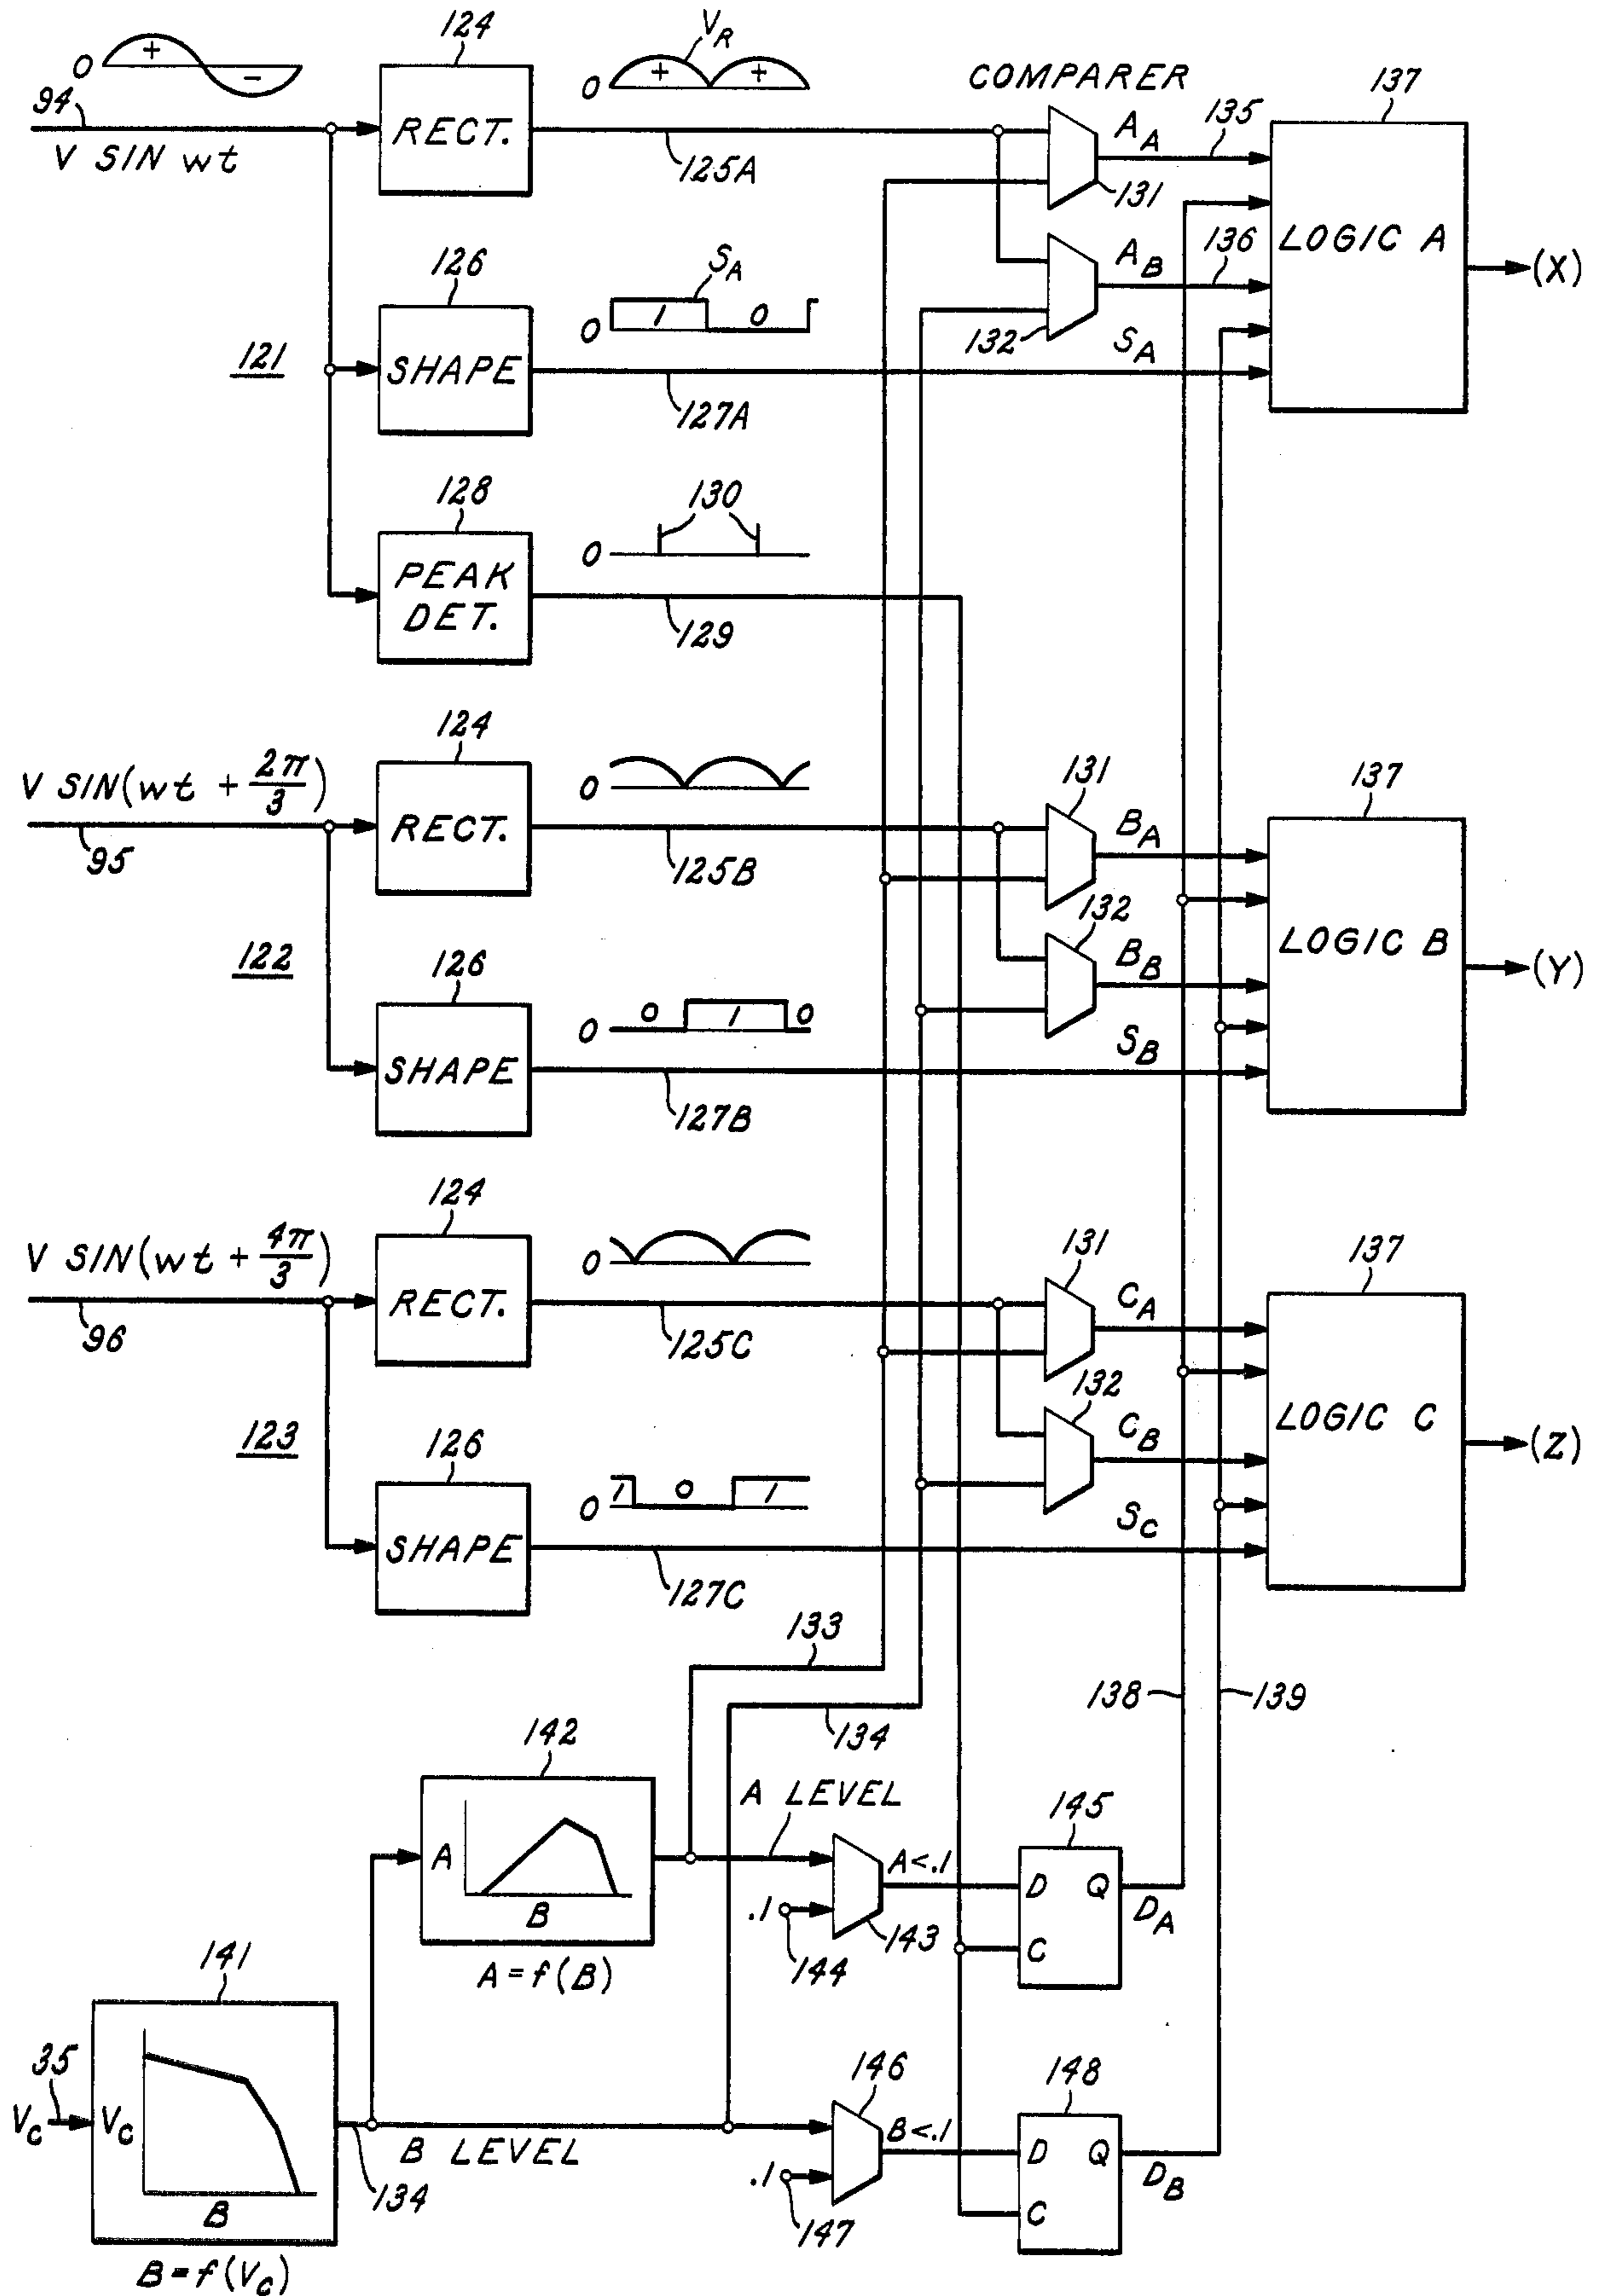 0 + -
94
V SIN wt
124
RECT.
0 + + V_R
125A
COMPARER
A_A
135
131
137
LOGIC A
(X)
126
SHAPE
121
0 1 0 S_A
127A
A_B
136
132
S_A
128
PEAK
DET.
0 130
129
V SIN(wt + 2π/3)
95
124
RECT.
0
125B
131
B_A
137
LOGIC B
(Y)
122
126
SHAPE
0 0 1 0
127B
132
B_B
S_B
V SIN(wt + 4π/3)
96
124
RECT.
0
125C
131
C_A
137
LOGIC C
(Z)
123
126
SHAPE
0 1 0 1
127C
132
C_B
S_C
133
134
138
139
142
A
B
A = f(B)
A LEVEL
.1
144
143
A<.1
145
D Q
C
D_A
141
35
V_C
V_C
B
B = f(V_C)
134
B LEVEL
.1
147
146
B<.1
148
D Q
C
D_B